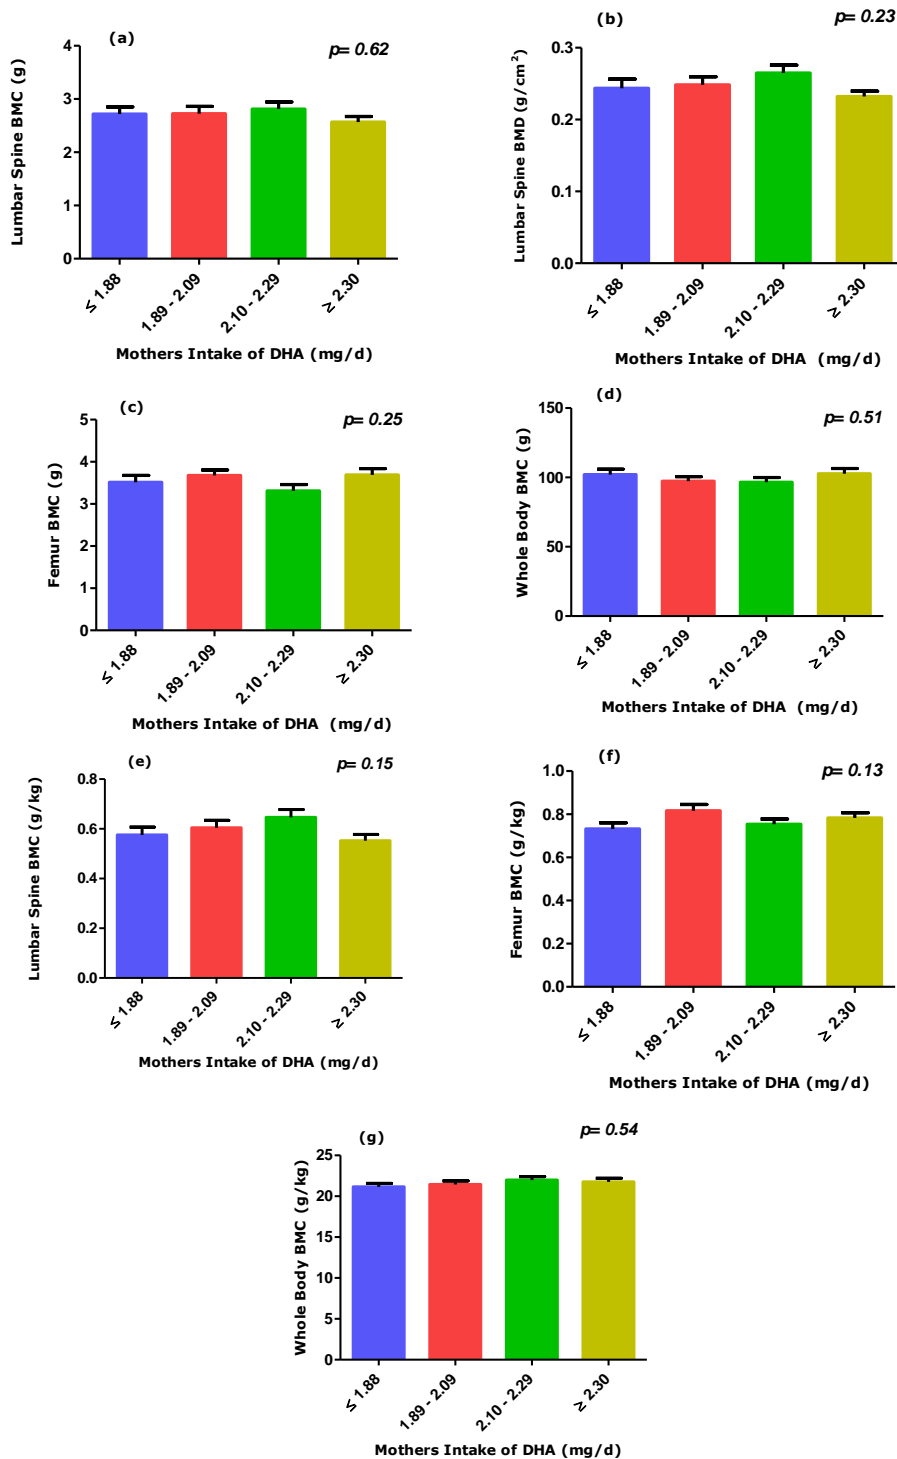 (a)
p= 0.62
Lumbar Spine BMC (g)
4
3
2
1
0
≤ 1.88
1.89 - 2.09
2.10 - 2.29
≥ 2.30
Mothers Intake of DHA (mg/d)
(b)
p= 0.23
Lumbar Spine BMD (g/cm²)
0.3
0.2
0.1
0.0
≤ 1.88
1.89 - 2.09
2.10 - 2.29
≥ 2.30
Mothers Intake of DHA (mg/d)
(c)
p= 0.25
Femur BMC (g)
5
4
3
2
1
0
≤ 1.88
1.89 - 2.09
2.10 - 2.29
≥ 2.30
Mothers Intake of DHA (mg/d)
(d)
p= 0.51
Whole Body BMC (g)
150
100
50
0
≤ 1.88
1.89 - 2.09
2.10 - 2.29
≥ 2.30
Mothers Intake of DHA (mg/d)
(e)
p= 0.15
Lumbar Spine BMC (g/kg)
0.8
0.6
0.4
0.2
0.0
≤ 1.88
1.89 - 2.09
2.10 - 2.29
≥ 2.30
Mothers Intake of DHA (mg/d)
(f)
p= 0.13
Femur BMC (g/kg)
1.0
0.8
0.6
0.4
0.2
0.0
≤ 1.88
1.89 - 2.09
2.10 - 2.29
≥ 2.30
Mothers Intake of DHA (mg/d)
(g)
p= 0.54
Whole Body BMC (g/kg)
25
20
15
10
5
0
≤ 1.88
1.89 - 2.09
2.10 - 2.29
≥ 2.30
Mothers Intake of DHA (mg/d)